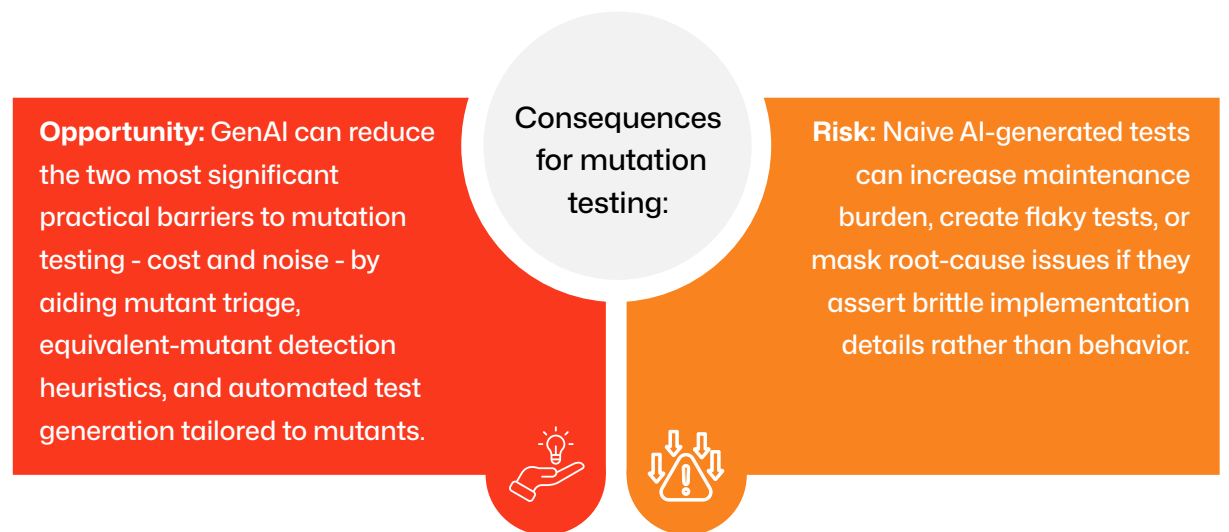 Consequences
for mutation
testing:
Opportunity: GenAI can reduce
the two most significant
practical barriers to mutation
testing - cost and noise - by
aiding mutant triage,
equivalent-mutant detection
heuristics, and automated test
generation tailored to mutants.
Risk: Naive AI-generated tests
can increase maintenance
burden, create flaky tests, or
mask root-cause issues if they
assert brittle implementation
details rather than behavior.